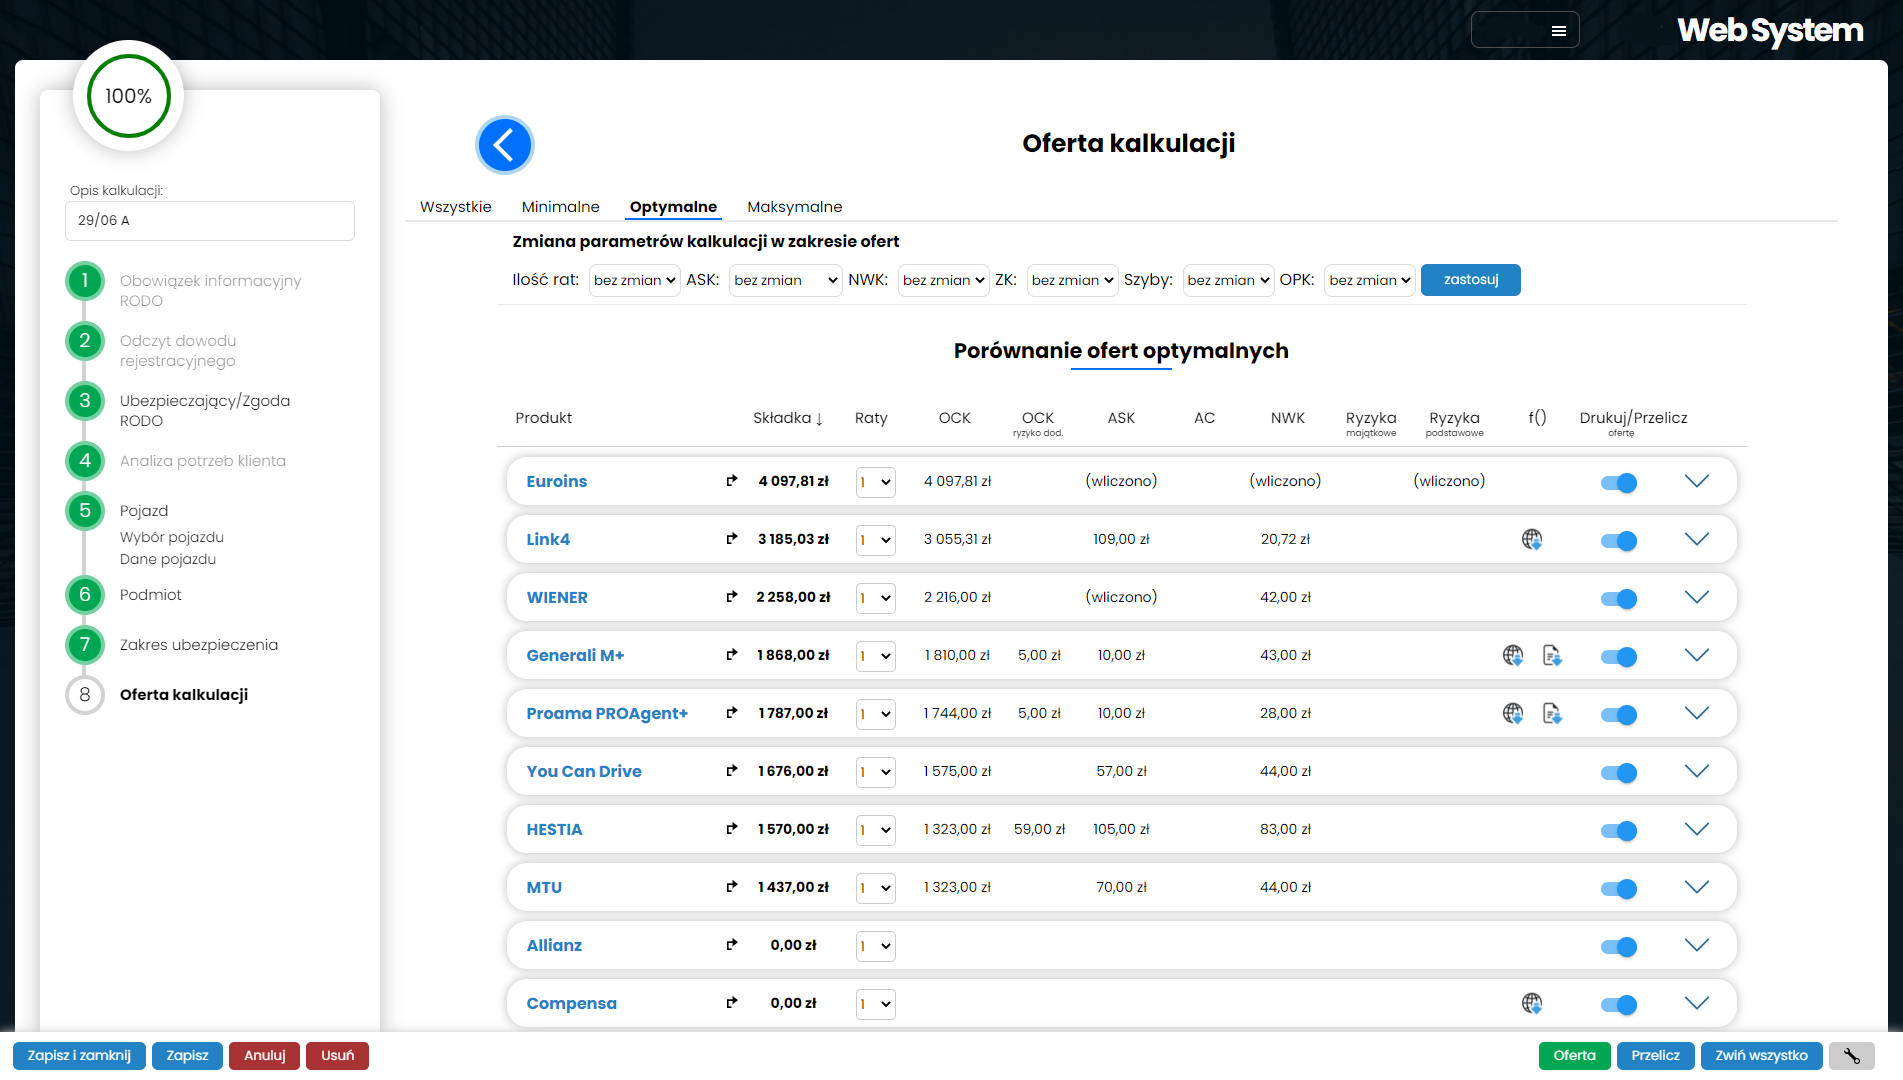 Web System
100%
Opis kalkulacji:
29/06 A
1 Obowiązek informacyjny
RODO
2 Odczyt dowodu
rejestracyjnego
3 Ubezpieczający/Zgoda
RODO
4 Analiza potrzeb klienta
5 Pojazd
Wybór pojazdu
Dane pojazdu
6 Podmiot
7 Zakres ubezpieczenia
8 Oferta kalkulacji
Oferta kalkulacji
Wszystkie Minimalne Optymalne Maksymalne
Zmiana parametrów kalkulacji w zakresie ofert
Ilość rat: bez zmian ASK: bez zmian NWK: bez zmian ZK: bez zmian Szyby: bez zmian OPK: bez zmian zastosuj
Porównanie ofert optymalnych
Produkt Składka ↓ Raty OCK OCK ASK AC NWK Ryzyka Ryzyka f() Drukuj/Przelicz
ryzyko dod. majątkowe podstawowe ofertę
Euroins 4 097,81 zł 1 4 097,81 zł (wliczono) (wliczono) (wliczono)
Link4 3 185,03 zł 1 3 055,31 zł 109,00 zł 20,72 zł
WIENER 2 258,00 zł 1 2 216,00 zł (wliczono) 42,00 zł
Generali M+ 1 868,00 zł 1 1 810,00 zł 5,00 zł 10,00 zł 43,00 zł
Proama PROAgent+ 1 787,00 zł 1 1 744,00 zł 5,00 zł 10,00 zł 28,00 zł
You Can Drive 1 676,00 zł 1 1 575,00 zł 57,00 zł 44,00 zł
HESTIA 1 570,00 zł 1 1 323,00 zł 59,00 zł 105,00 zł 83,00 zł
MTU 1 437,00 zł 1 1 323,00 zł 70,00 zł 44,00 zł
Allianz 0,00 zł 1
Compensa 0,00 zł 1
Zapisz i zamknij Zapisz Anuluj Usuń Oferta Przelicz Zwiń wszystko